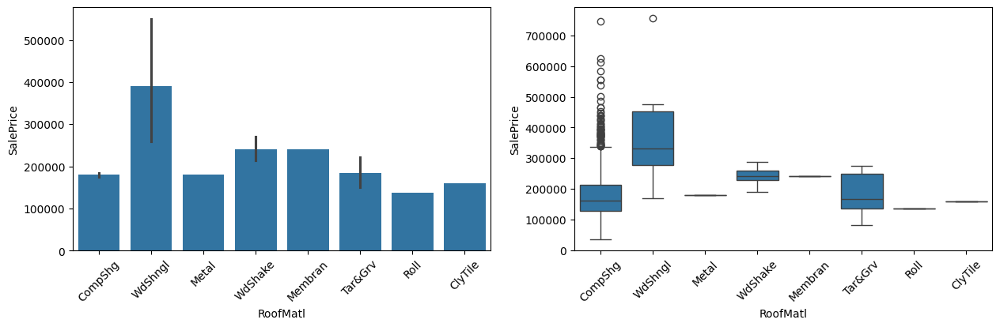 SalePrice
500000
400000
300000
200000
100000
0
CompShg
WdShngl
Metal
WdShake
Membran
Tar&Grv
Roll
ClyTile
RoofMatl
SalePrice
700000
600000
500000
400000
300000
200000
100000
0
CompShg
WdShngl
Metal
WdShake
Membran
Tar&Grv
Roll
ClyTile
RoofMatl